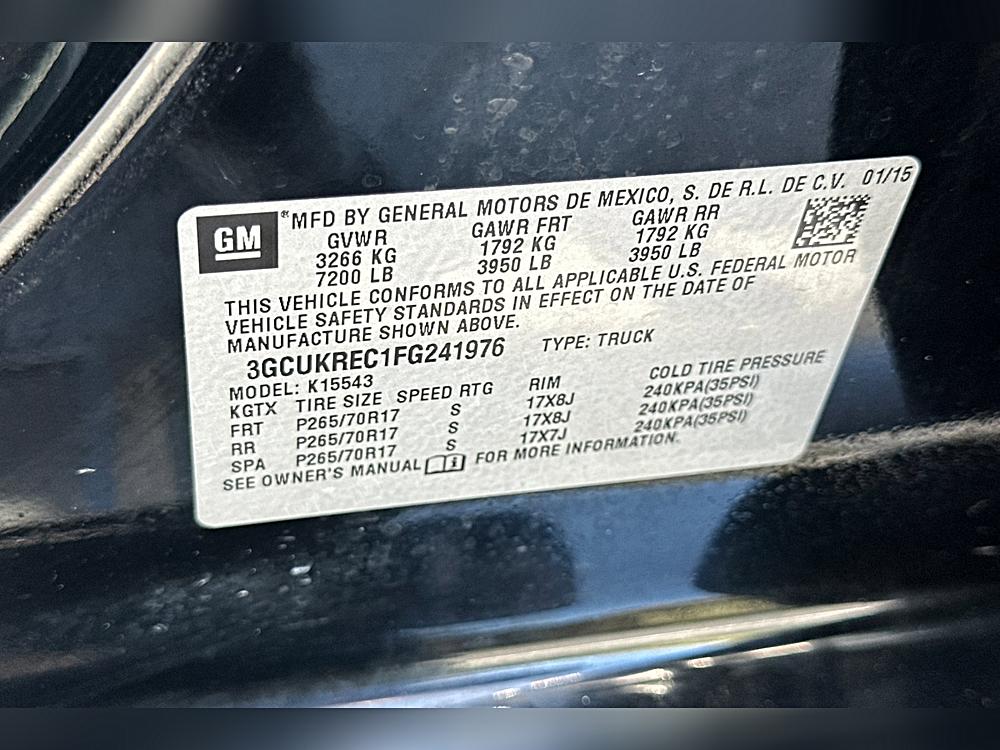 GM ®MFD BY GENERAL MOTORS DE MEXICO, S. DE R.L. DE C.V. 01/15
GVWR GAWR FRT GAWR RR
3266 KG 1792 KG 1792 KG
7200 LB 3950 LB 3950 LB
THIS VEHICLE CONFORMS TO ALL APPLICABLE U.S. FEDERAL MOTOR
VEHICLE SAFETY STANDARDS IN EFFECT ON THE DATE OF
MANUFACTURE SHOWN ABOVE.
3GCUKREC1FG241976 TYPE: TRUCK
MODEL: K15543
KGTX TIRE SIZE SPEED RTG RIM COLD TIRE PRESSURE
FRT P265/70R17 S 17X8J 240KPA(35PSI)
RR P265/70R17 S 17X8J 240KPA(35PSI)
SPA P265/70R17 S 17X7J 240KPA(35PSI)
SEE OWNER'S MANUAL FOR MORE INFORMATION.